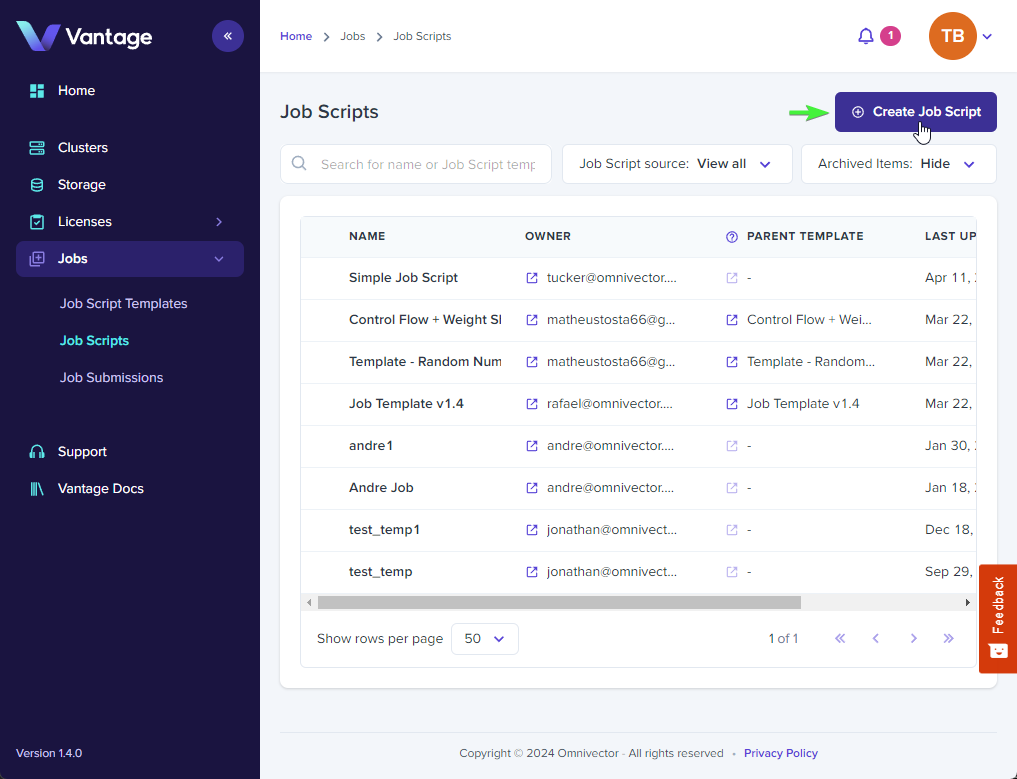 Vantage
«
Home
Clusters
Storage
Licenses
Jobs
Job Script Templates
Job Scripts
Job Submissions
Support
Vantage Docs
Version 1.4.0
Home > Jobs > Job Scripts
1
TB
Job Scripts
Create Job Script
Search for name or Job Script temp
Job Script source: View all
Archived Items: Hide
NAME OWNER PARENT TEMPLATE LAST UP
Simple Job Script tucker@omnivector.... - Apr 11,
Control Flow + Weight matheustosta66@g... Control Flow + Wei... Mar 22,
Template - Random Num matheustosta66@g... Template - Random... Mar 22,
Job Template v1.4 rafael@omnivector.... Job Template v1.4 Mar 22,
andre1 andre@omnivector.... - Jan 30,
Andre Job andre@omnivector.... - Jan 18,
test_temp1 jonathan@omnivect... - Dec 18,
test_temp jonathan@omnivect... - Sep 29,
Show rows per page 50 1 of 1 « ‹ › »
Feedback
Copyright © 2024 Omnivector - All rights reserved • Privacy Policy